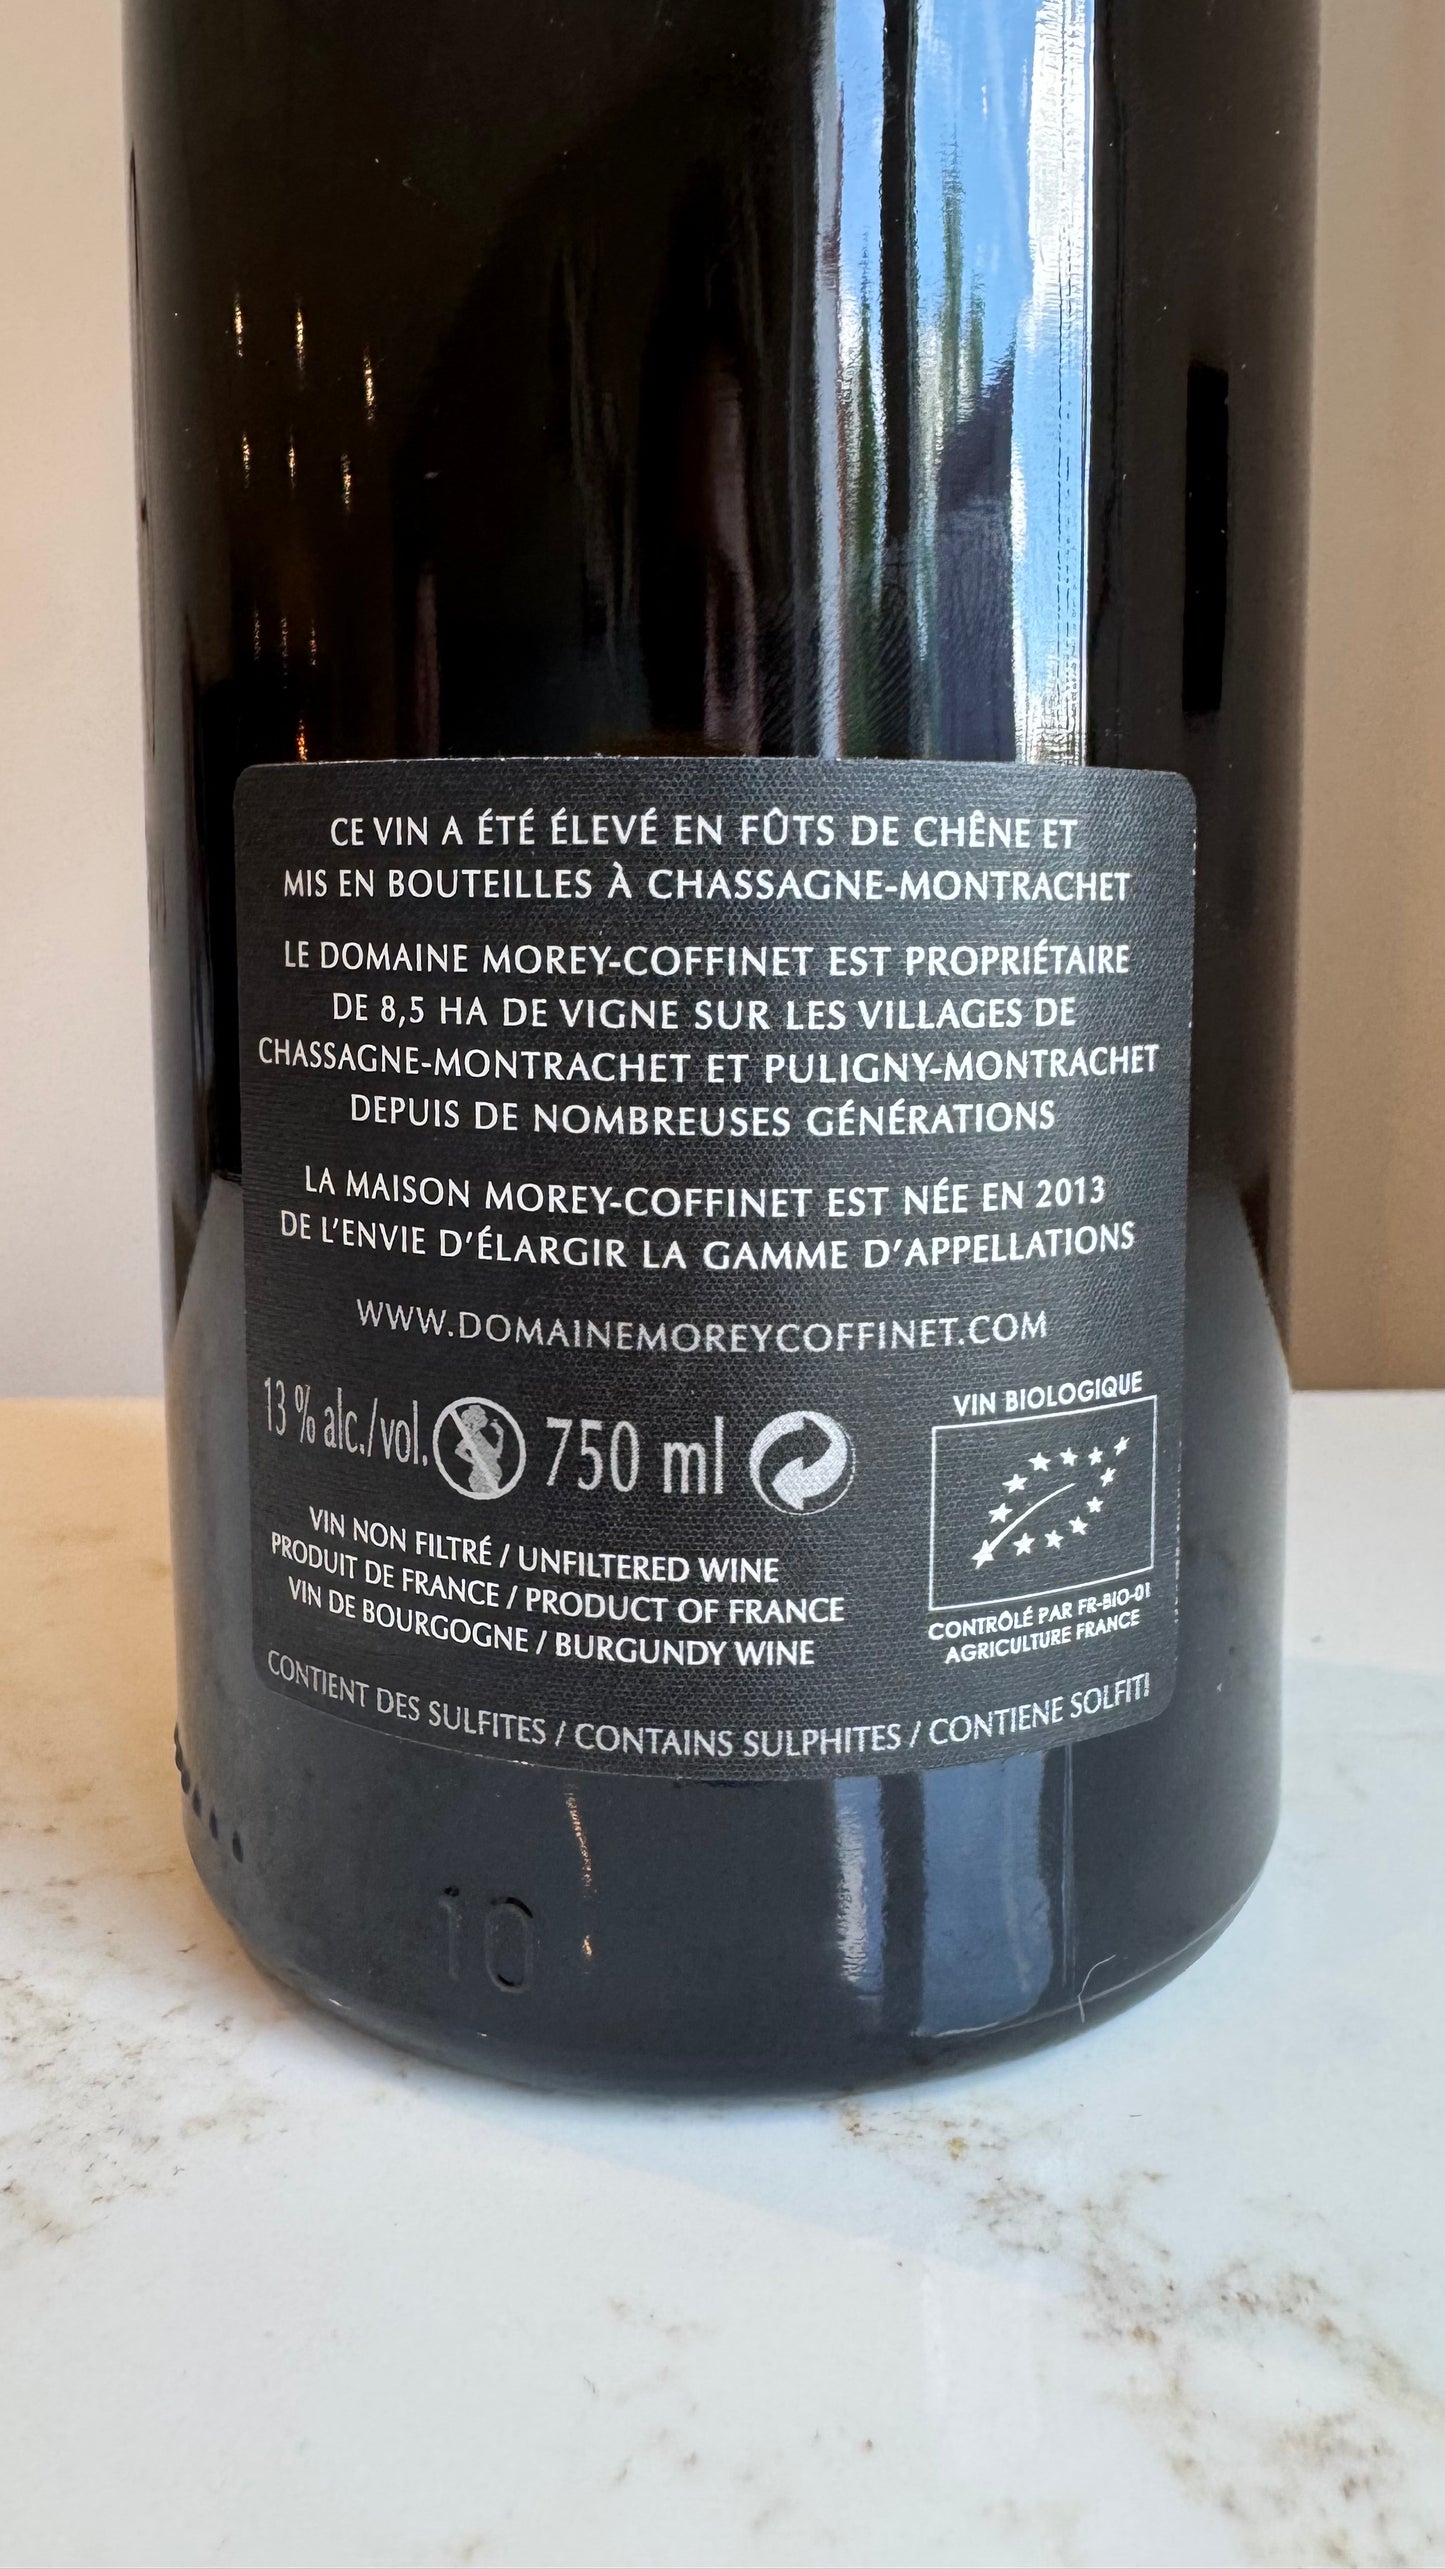 CE VIN A ÉTÉ ÉLEVÉ EN FÛTS DE CHÊNE ET
MIS EN BOUTEILLES À CHASSAGNE-MONTRACHET
LE DOMAINE MOREY-COFFINET EST PROPRIÉTAIRE
DE 8,5 HA DE VIGNE SUR LES VILLAGES DE
CHASSAGNE-MONTRACHET ET PULIGNY-MONTRACHET
DEPUIS DE NOMBREUSES GÉNÉRATIONS
LA MAISON MOREY-COFFINET EST NÉE EN 2013
DE L'ENVIE D'ÉLARGIR LA GAMME D'APPELLATIONS
WWW.DOMAINEMOREYCOFFINET.COM
13 % alc./vol. 750 ml
VIN NON FILTRÉ / UNFILTERED WINE
PRODUIT DE FRANCE / PRODUCT OF FRANCE
VIN DE BOURGOGNE / BURGUNDY WINE
VIN BIOLOGIQUE
CONTRÔLÉ PAR FR-BIO-01
AGRICULTURE FRANCE
CONTIENT DES SULFITES / CONTAINS SULPHITES / CONTIENE SOLFITI
10